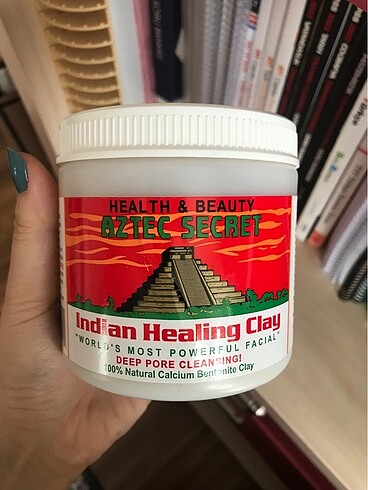 HEALTH & BEAUTY
AZTEC SECRET
Indian Healing Clay
"WORLD'S MOST POWERFUL FACIAL"
DEEP PORE CLEANSING!
100% Natural Calcium Bentonite Clay